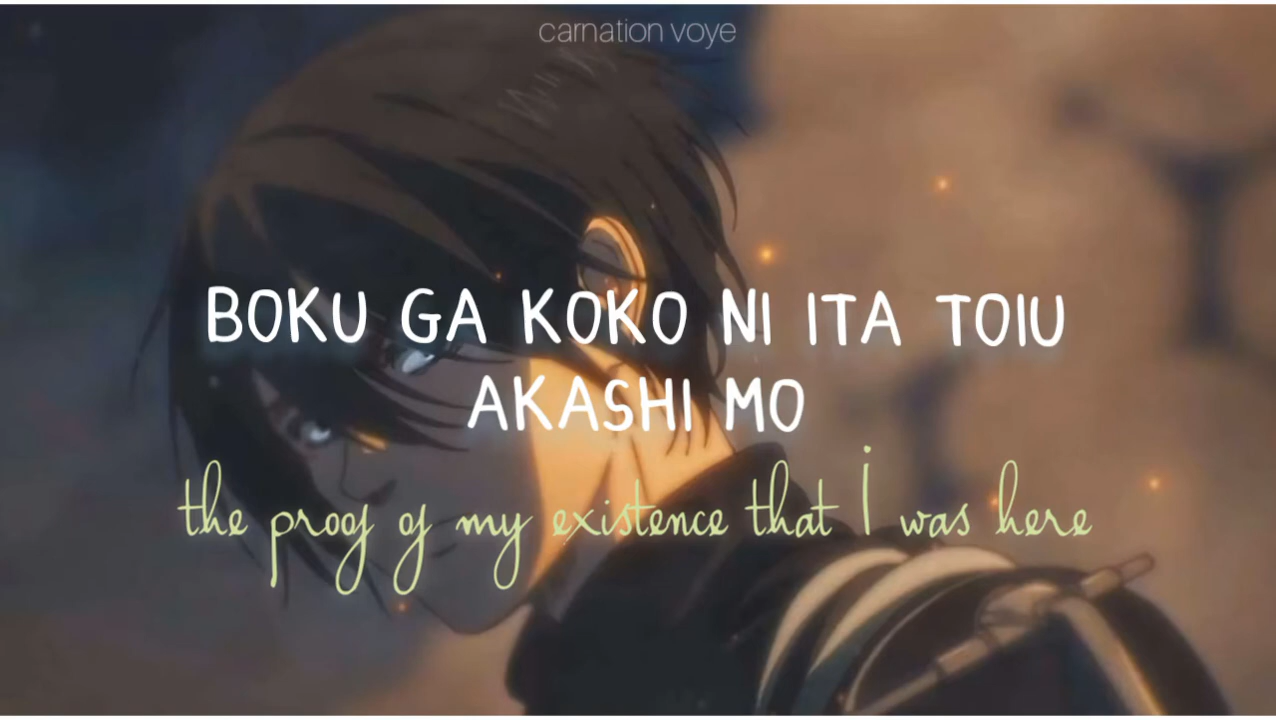 carnation voye
BOKU GA KOKO NI ITA TOIU
AKASHI MO
the proof of my existence that I was here